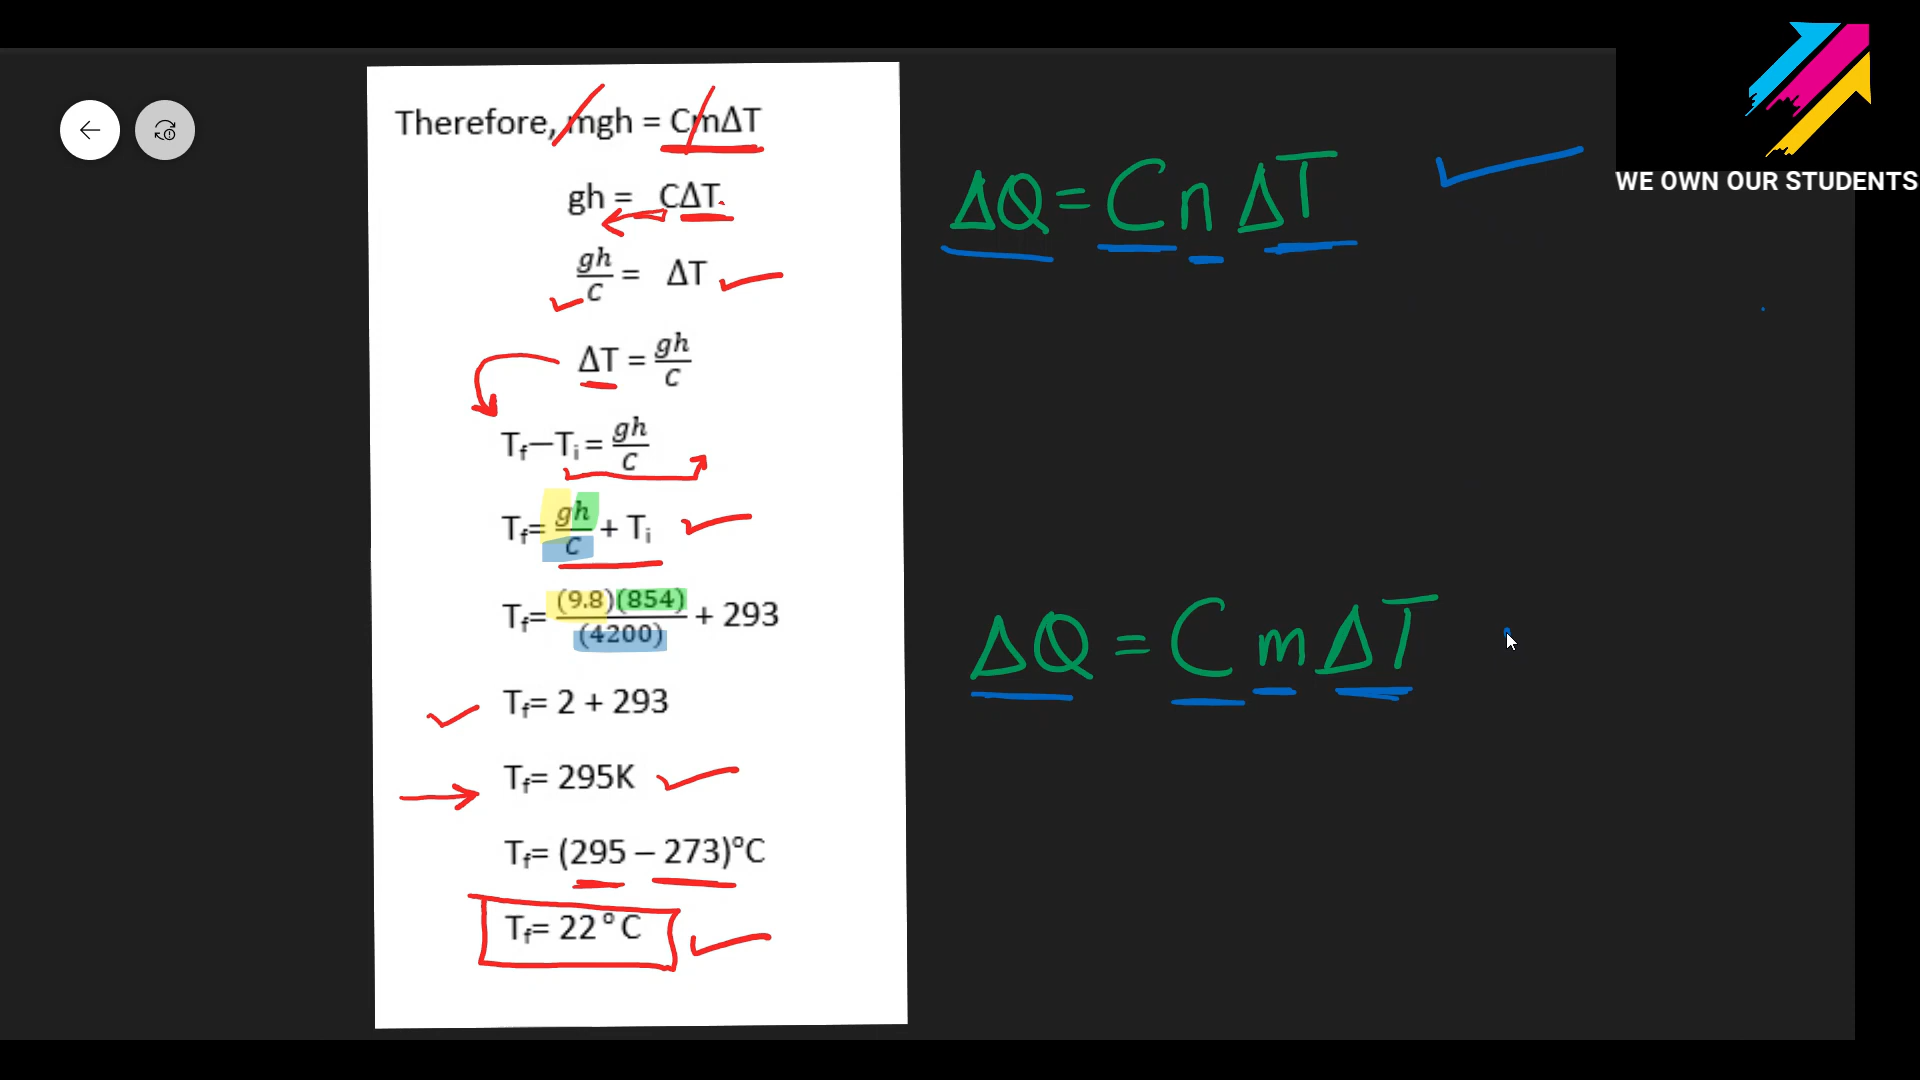 Therefore, mgh = CmΔT
gh = CΔT.
gh/C = ΔT
ΔT = gh/C
Tf—Ti = gh/C
Tf= gh/C + Ti
Tf= (9.8)(854)/(4200) + 293
Tf= 2 + 293
Tf= 295K
Tf= (295 – 273)°C
Tf= 22°C
ΔQ = Cn ΔT
ΔQ = CmΔT
WE OWN OUR STUDENTS